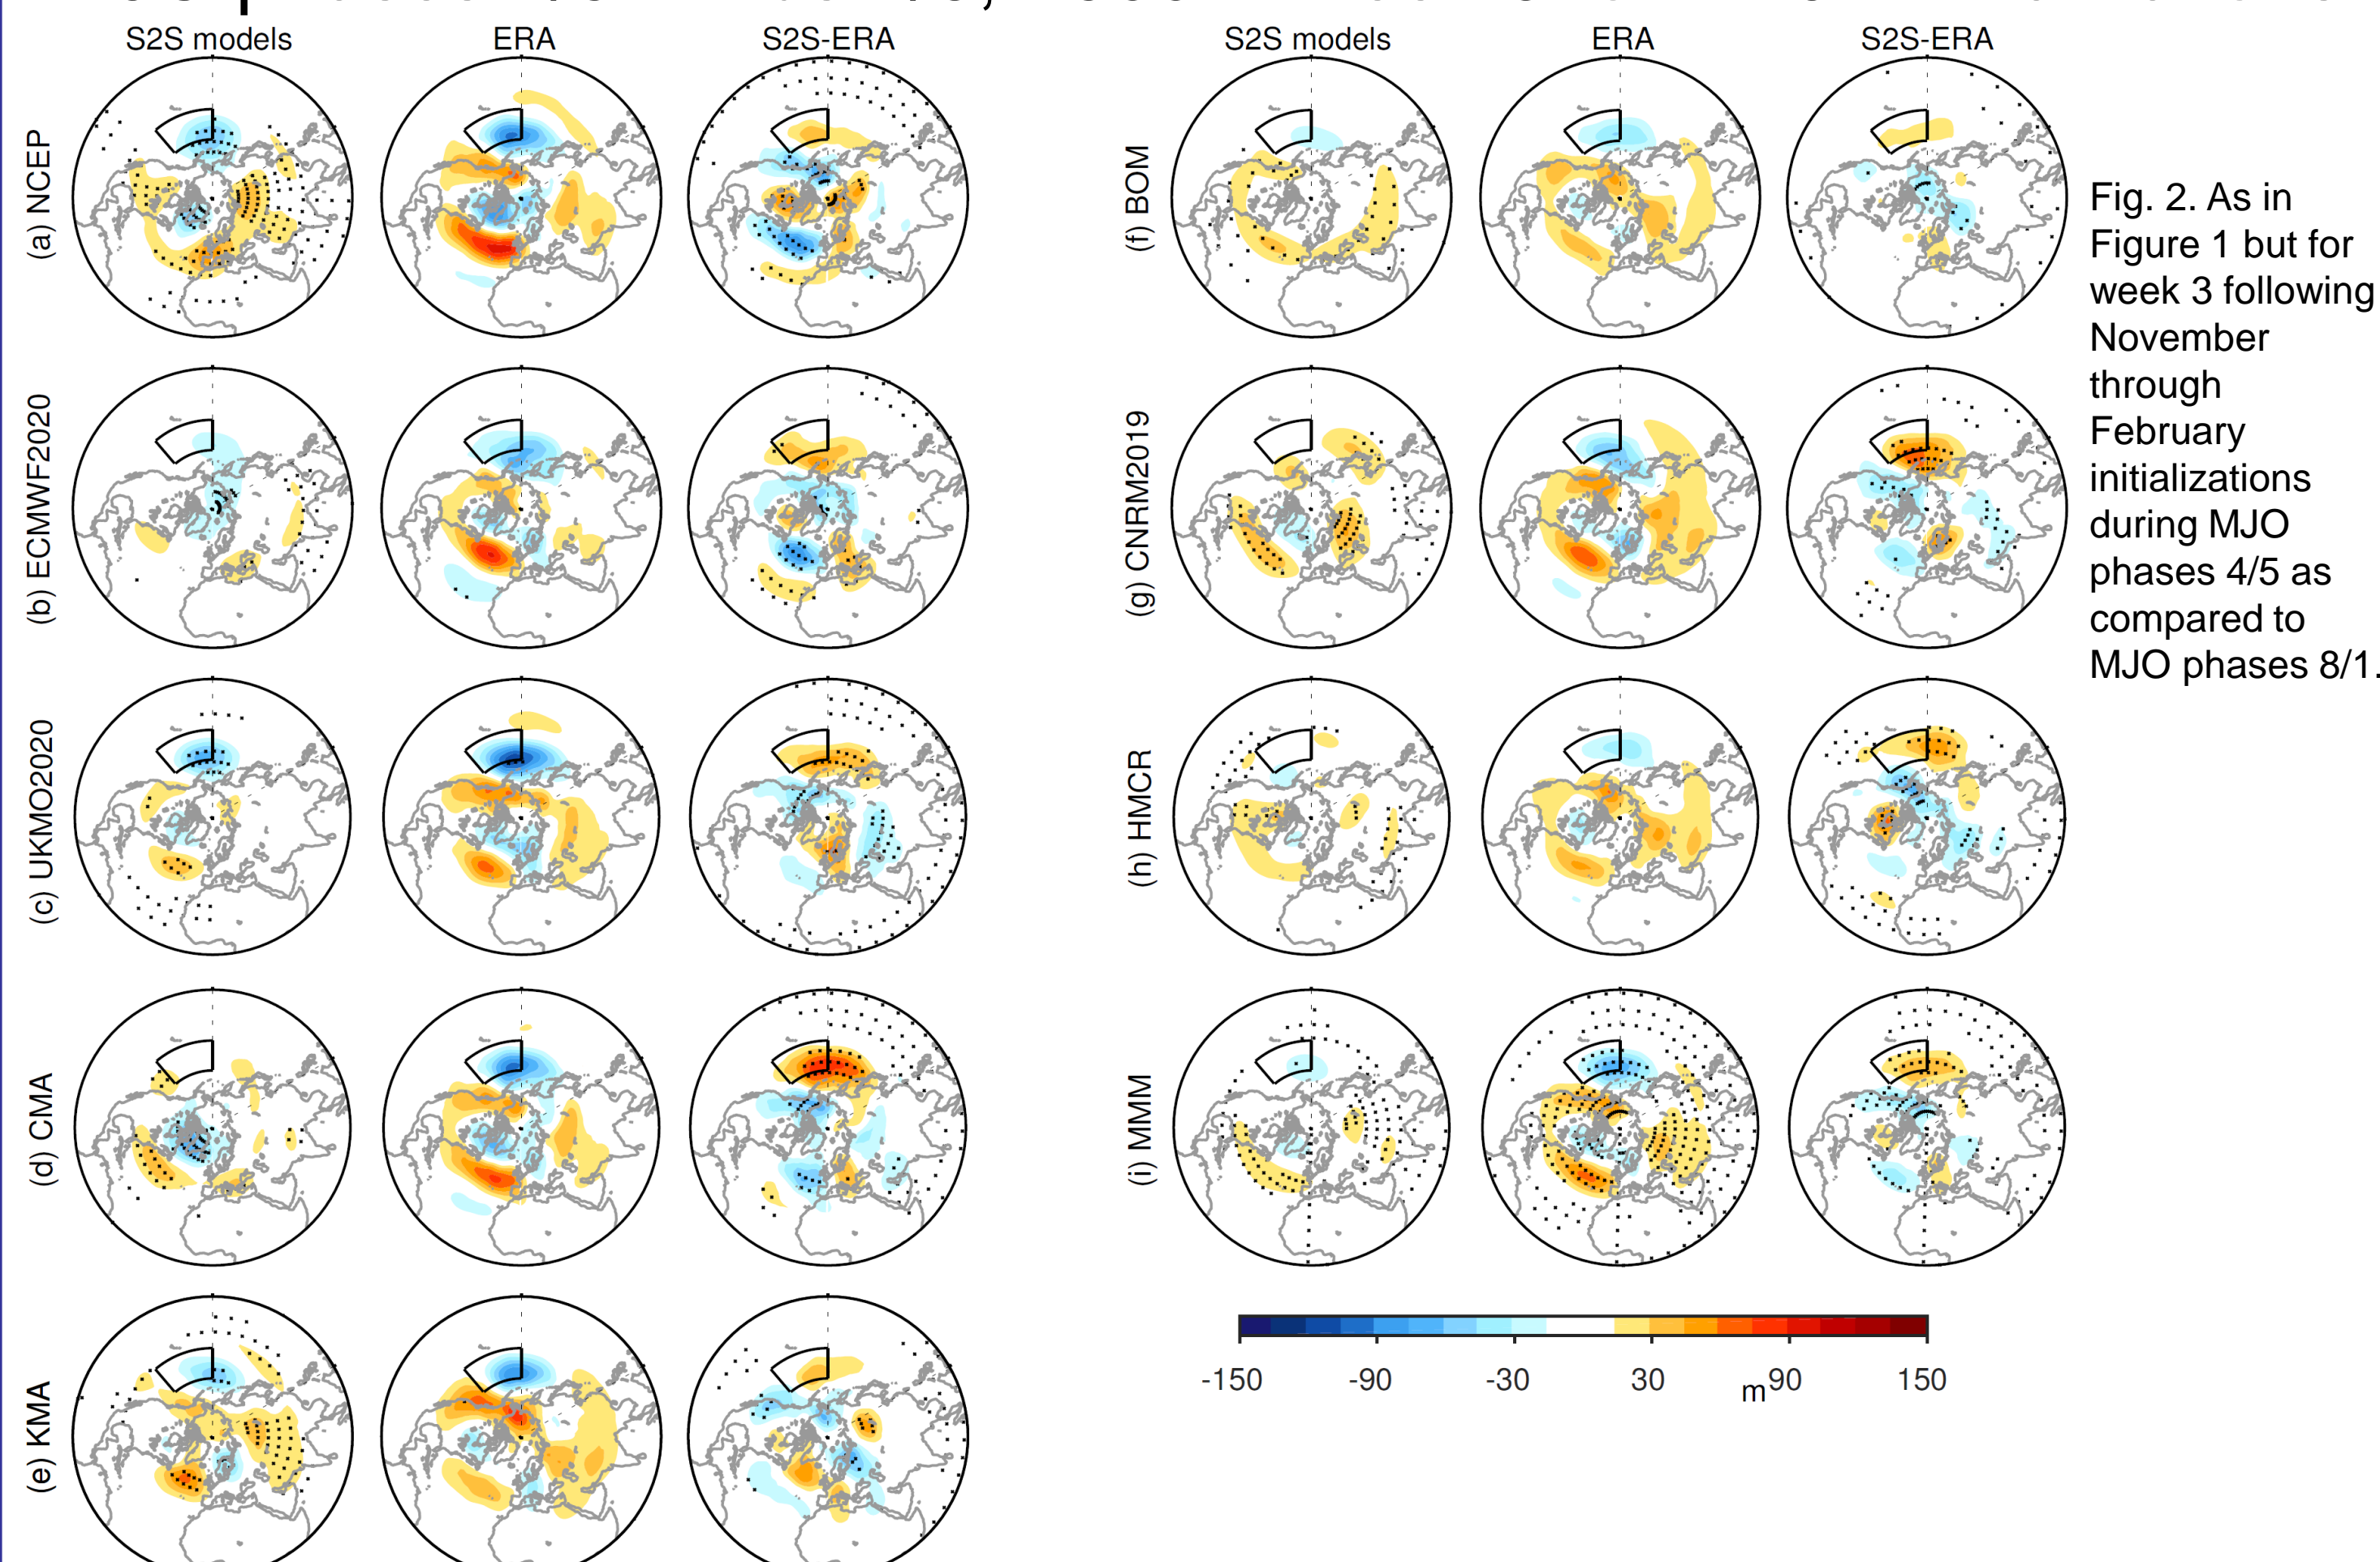 S2S models
ERA
S2S-ERA
(a) NCEP
(b) ECMWF2020
(c) UKMO2020
(d) CMA
(e) KMA
S2S models
ERA
S2S-ERA
(f) BOM
(g) CNRM2019
(h) HMCR
(i) MMM
-150
-90
-30
30
m
90
150
Fig. 2. As in
Figure 1 but for
week 3 following
November
through
February
initializations
during MJO
phases 4/5 as
compared to
MJO phases 8/1.